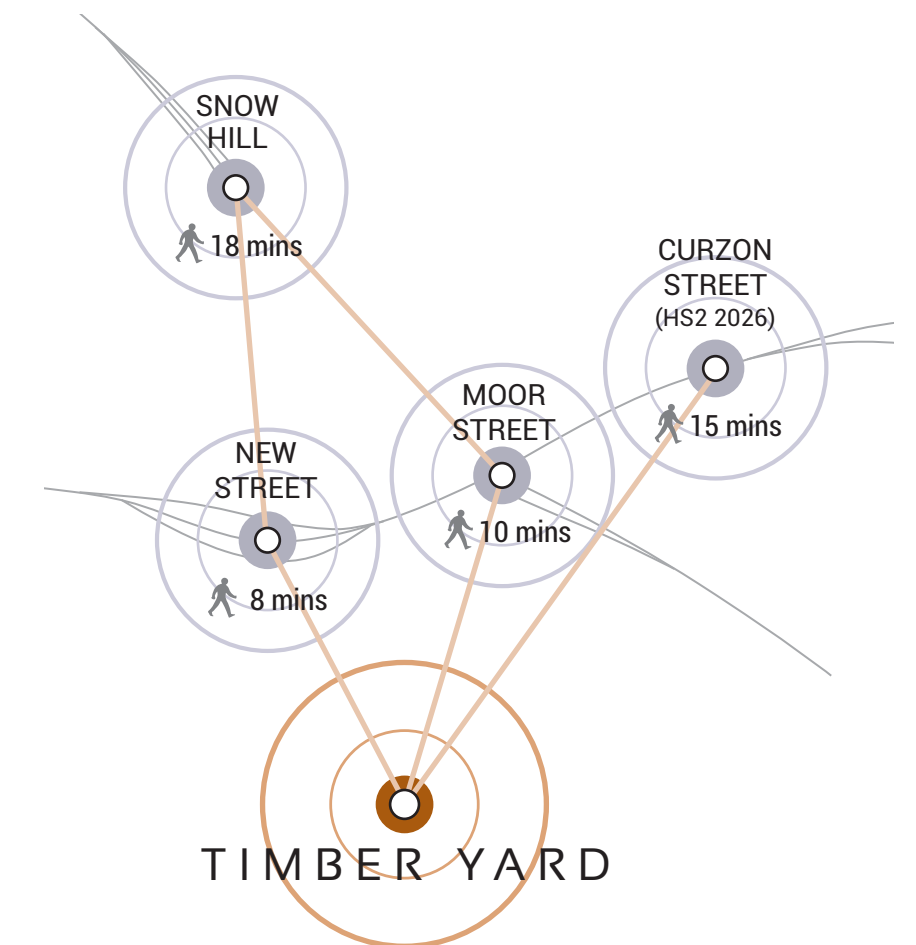 SNOW
HILL
18 mins
CURZON
STREET
(HS2 2026)
15 mins
MOOR
STREET
10 mins
NEW
STREET
8 mins
TIMBER YARD